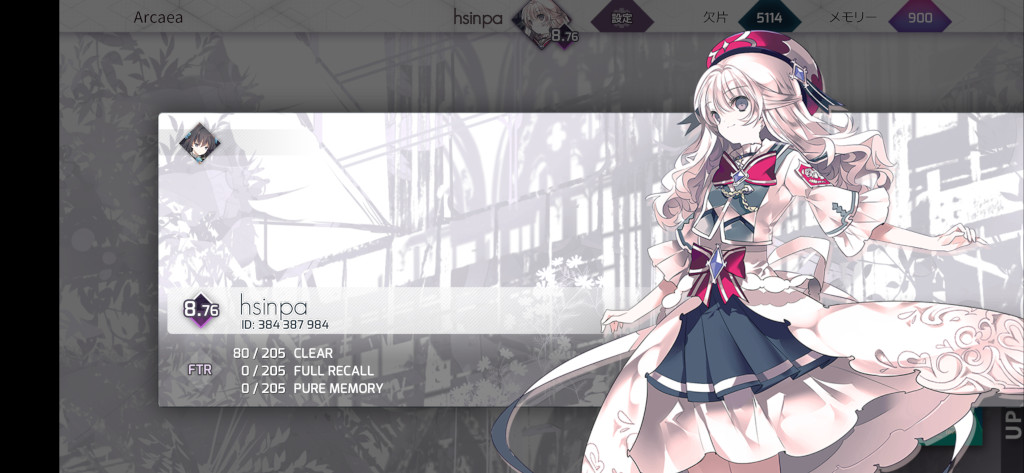 Arcaea
hsinpa
8.76
設定
欠片
5114
メモリー
900
8.76
hsinpa
ID: 384 387 984
FTR
80 / 205 CLEAR
0 / 205 FULL RECALL
0 / 205 PURE MEMORY
UP